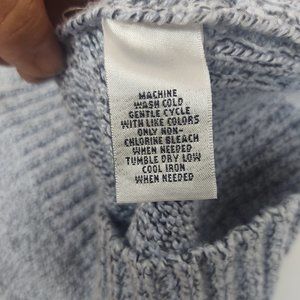 MACHINE
WASH COLD
GENTLE CYCLE
WITH LIKE COLORS
ONLY NON-
CHLORINE BLEACH
WHEN NEEDED
TUMBLE DRY LOW
COOL IRON
WHEN NEEDED